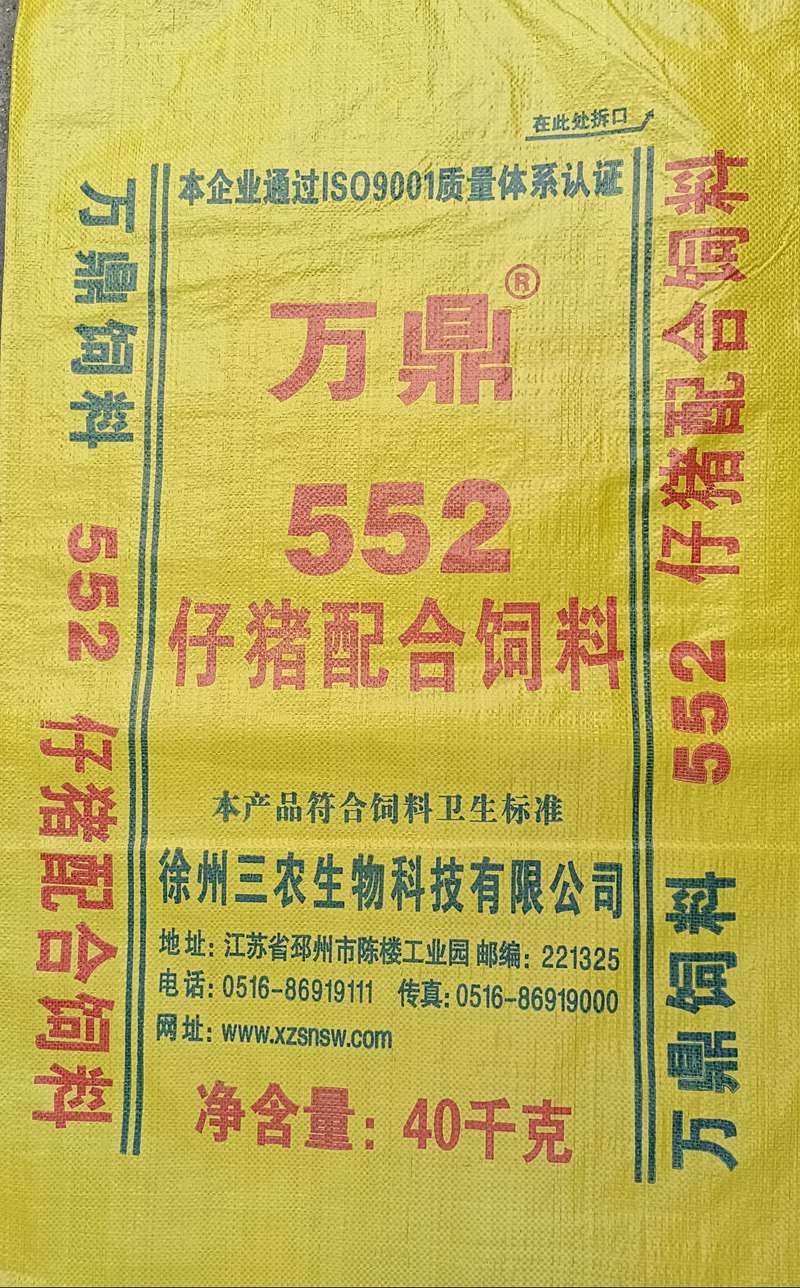 在此处拆口
本企业通过ISO9001质量体系认证
万鼎®
552
仔猪配合饲料
本产品符合饲料卫生标准
徐州三农生物科技有限公司
地址：江苏省邳州市陈楼工业园 邮编：221325
电话：0516-86919111 传真：0516-86919000
网址：www.xzsnsw.com
净含量：40千克
万鼎饲料 552 仔猪配合饲料
万鼎饲料 552 仔猪配合饲料